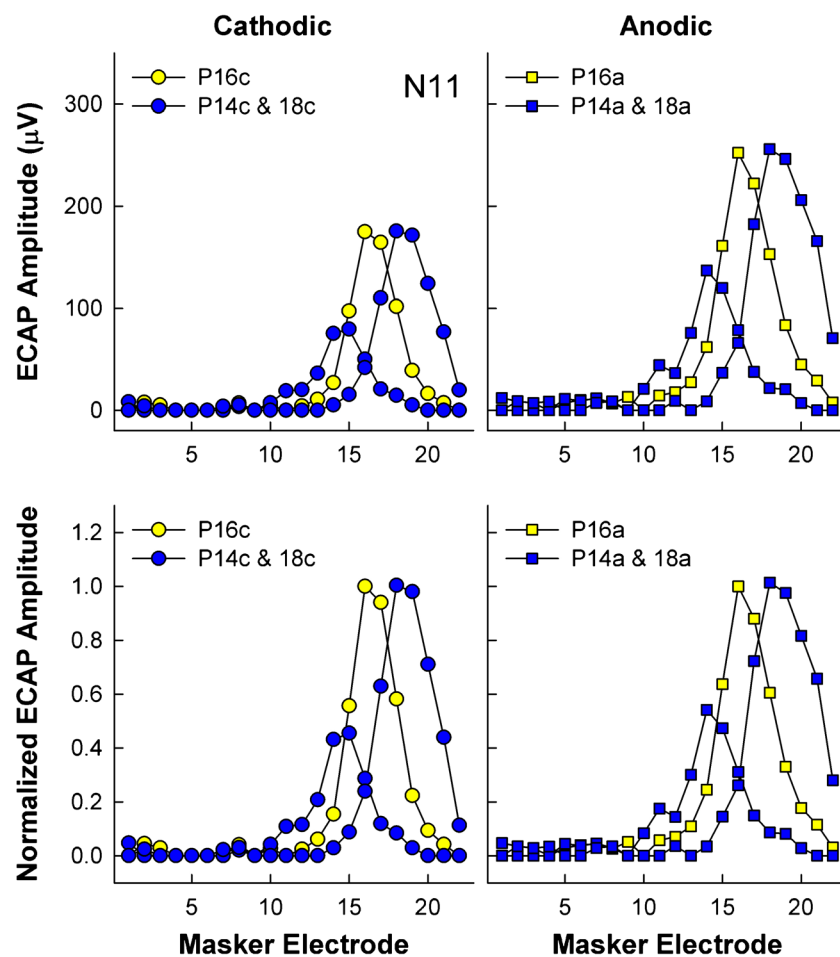 Cathodic
Anodic
P16c
P14c & 18c
N11
P16a
P14a & 18a
ECAP Amplitude (μV)
300
200
100
0
5
10
15
20
5
10
15
20
P16c
P14c & 18c
P16a
P14a & 18a
Normalized ECAP Amplitude
1.2
1.0
0.8
0.6
0.4
0.2
0.0
5
10
15
20
5
10
15
20
Masker Electrode
Masker Electrode